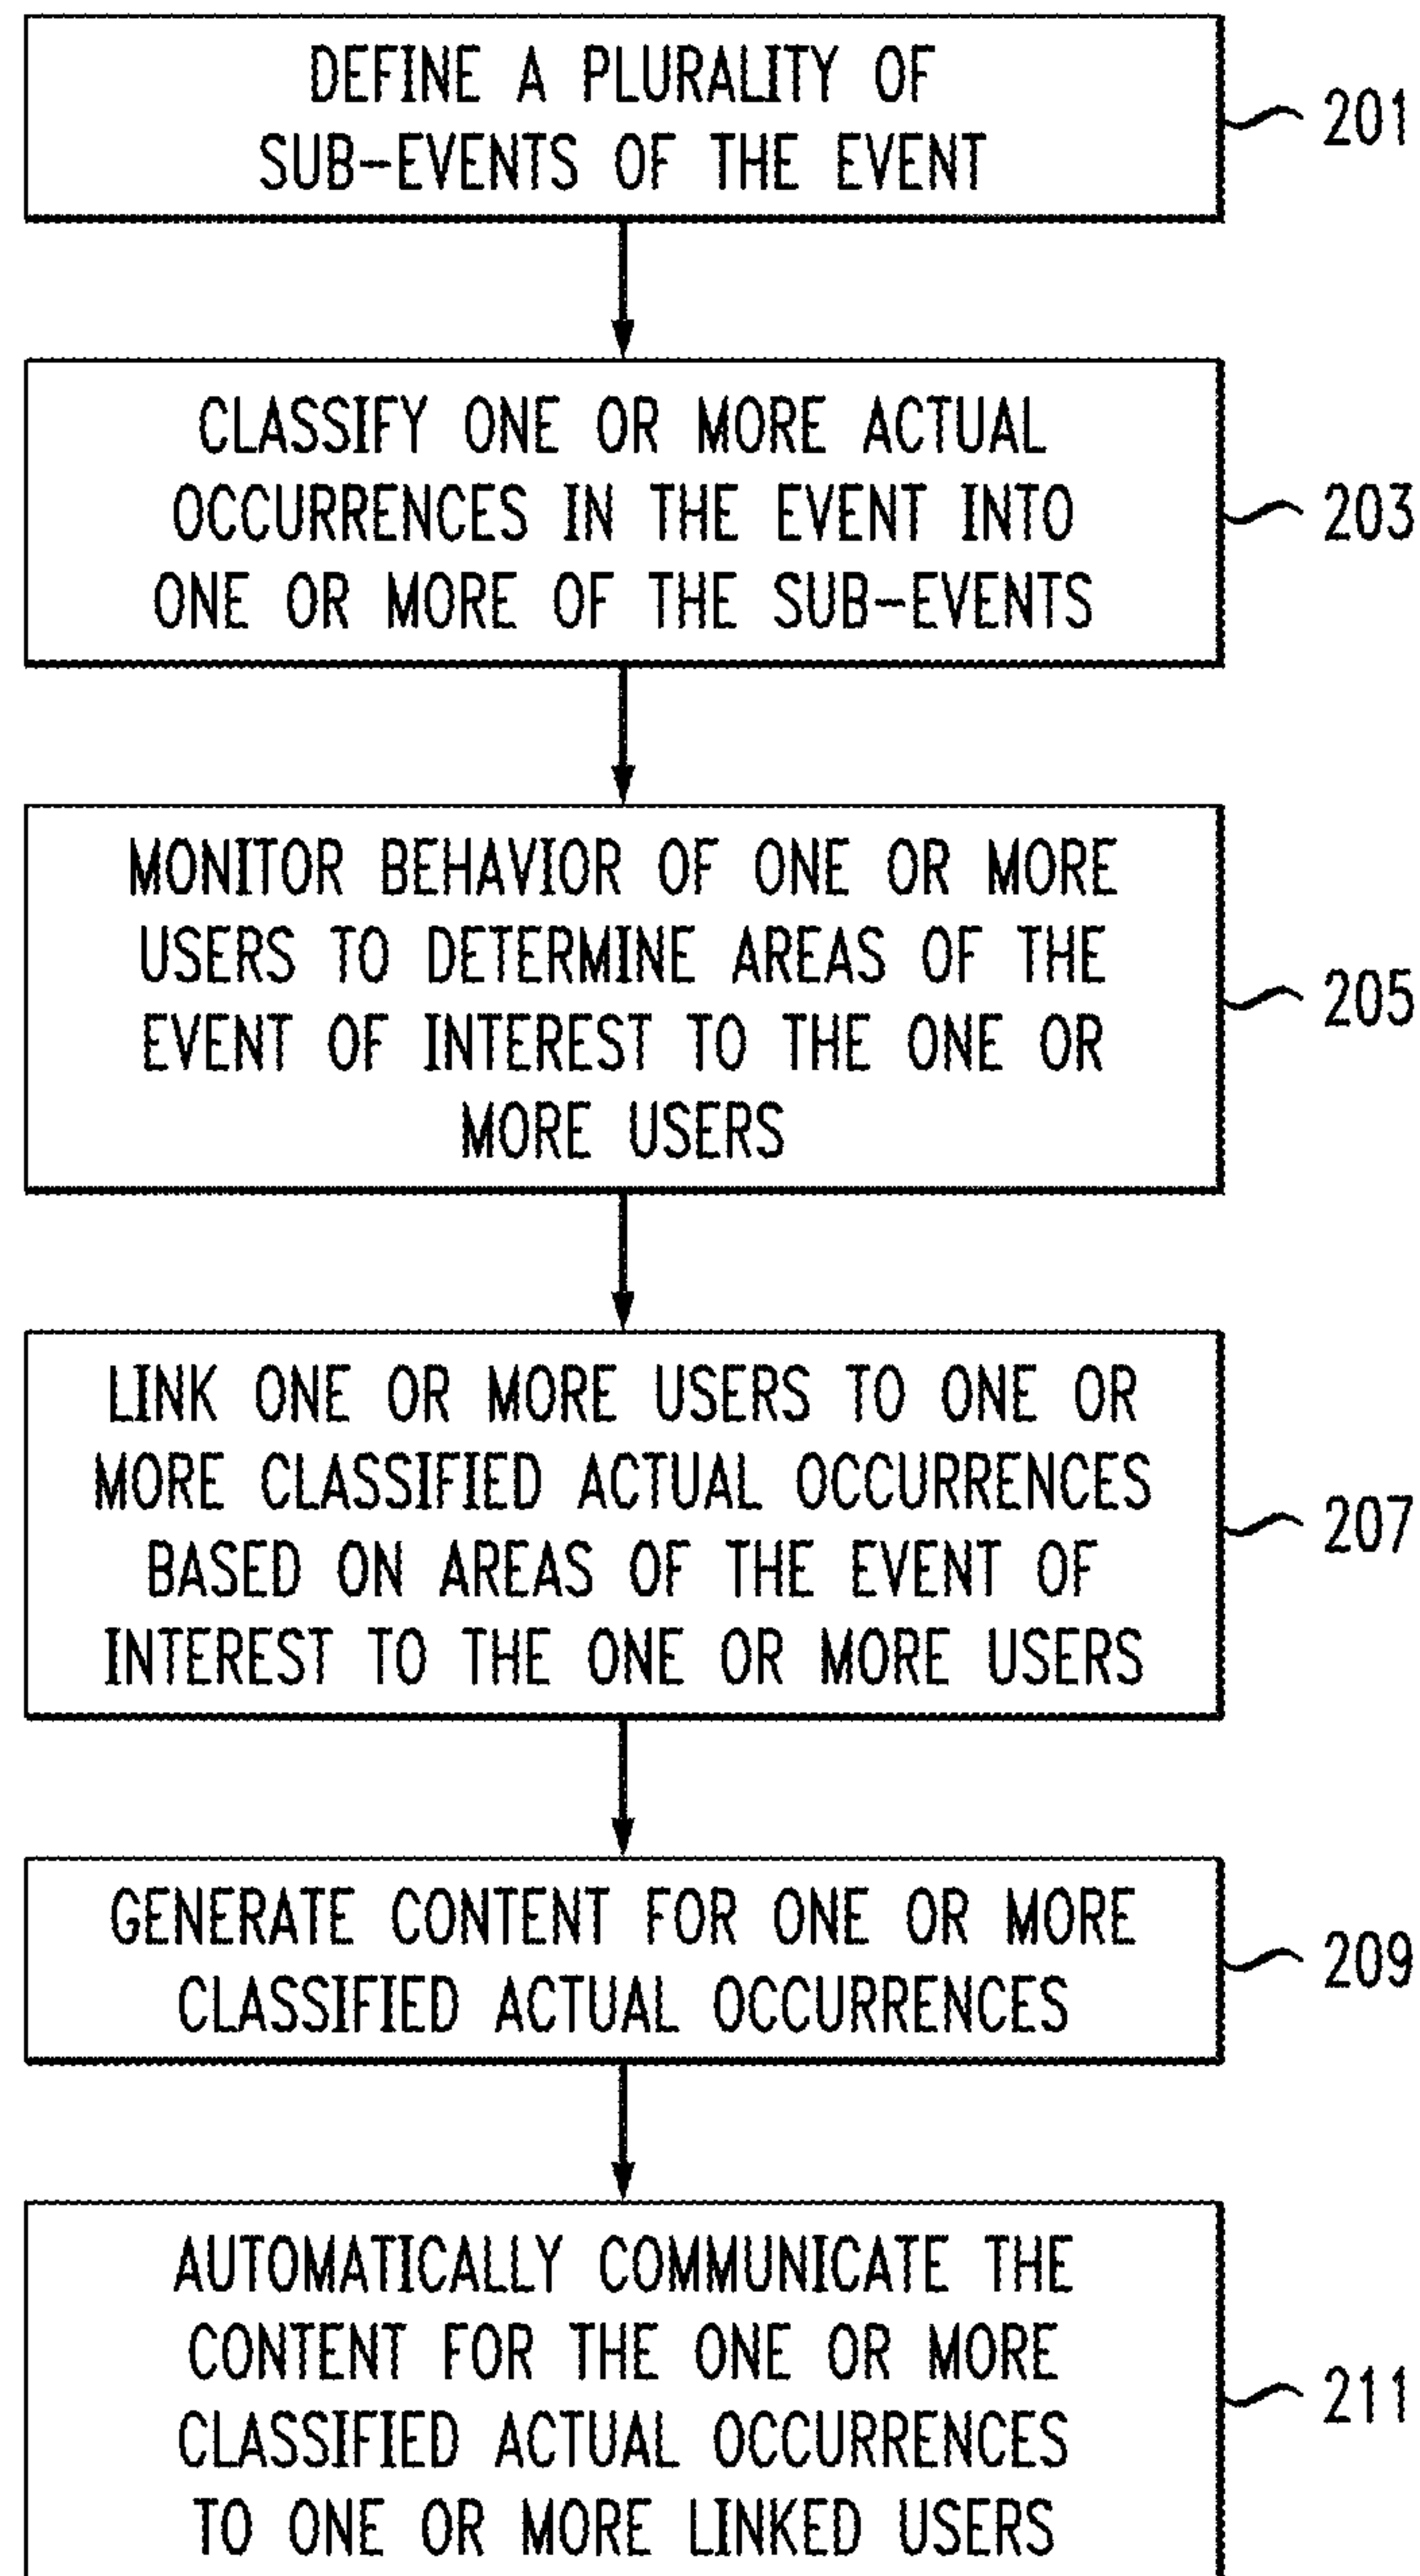 DEFINE A PLURALITY OF
SUB-EVENTS OF THE EVENT
201
CLASSIFY ONE OR MORE ACTUAL
OCCURRENCES IN THE EVENT INTO
ONE OR MORE OF THE SUB-EVENTS
203
MONITOR BEHAVIOR OF ONE OR MORE
USERS TO DETERMINE AREAS OF THE
EVENT OF INTEREST TO THE ONE OR
MORE USERS
205
LINK ONE OR MORE USERS TO ONE OR
MORE CLASSIFIED ACTUAL OCCURRENCES
BASED ON AREAS OF THE EVENT OF
INTEREST TO THE ONE OR MORE USERS
207
GENERATE CONTENT FOR ONE OR MORE
CLASSIFIED ACTUAL OCCURRENCES
209
AUTOMATICALLY COMMUNICATE THE
CONTENT FOR THE ONE OR MORE
CLASSIFIED ACTUAL OCCURRENCES
TO ONE OR MORE LINKED USERS
211